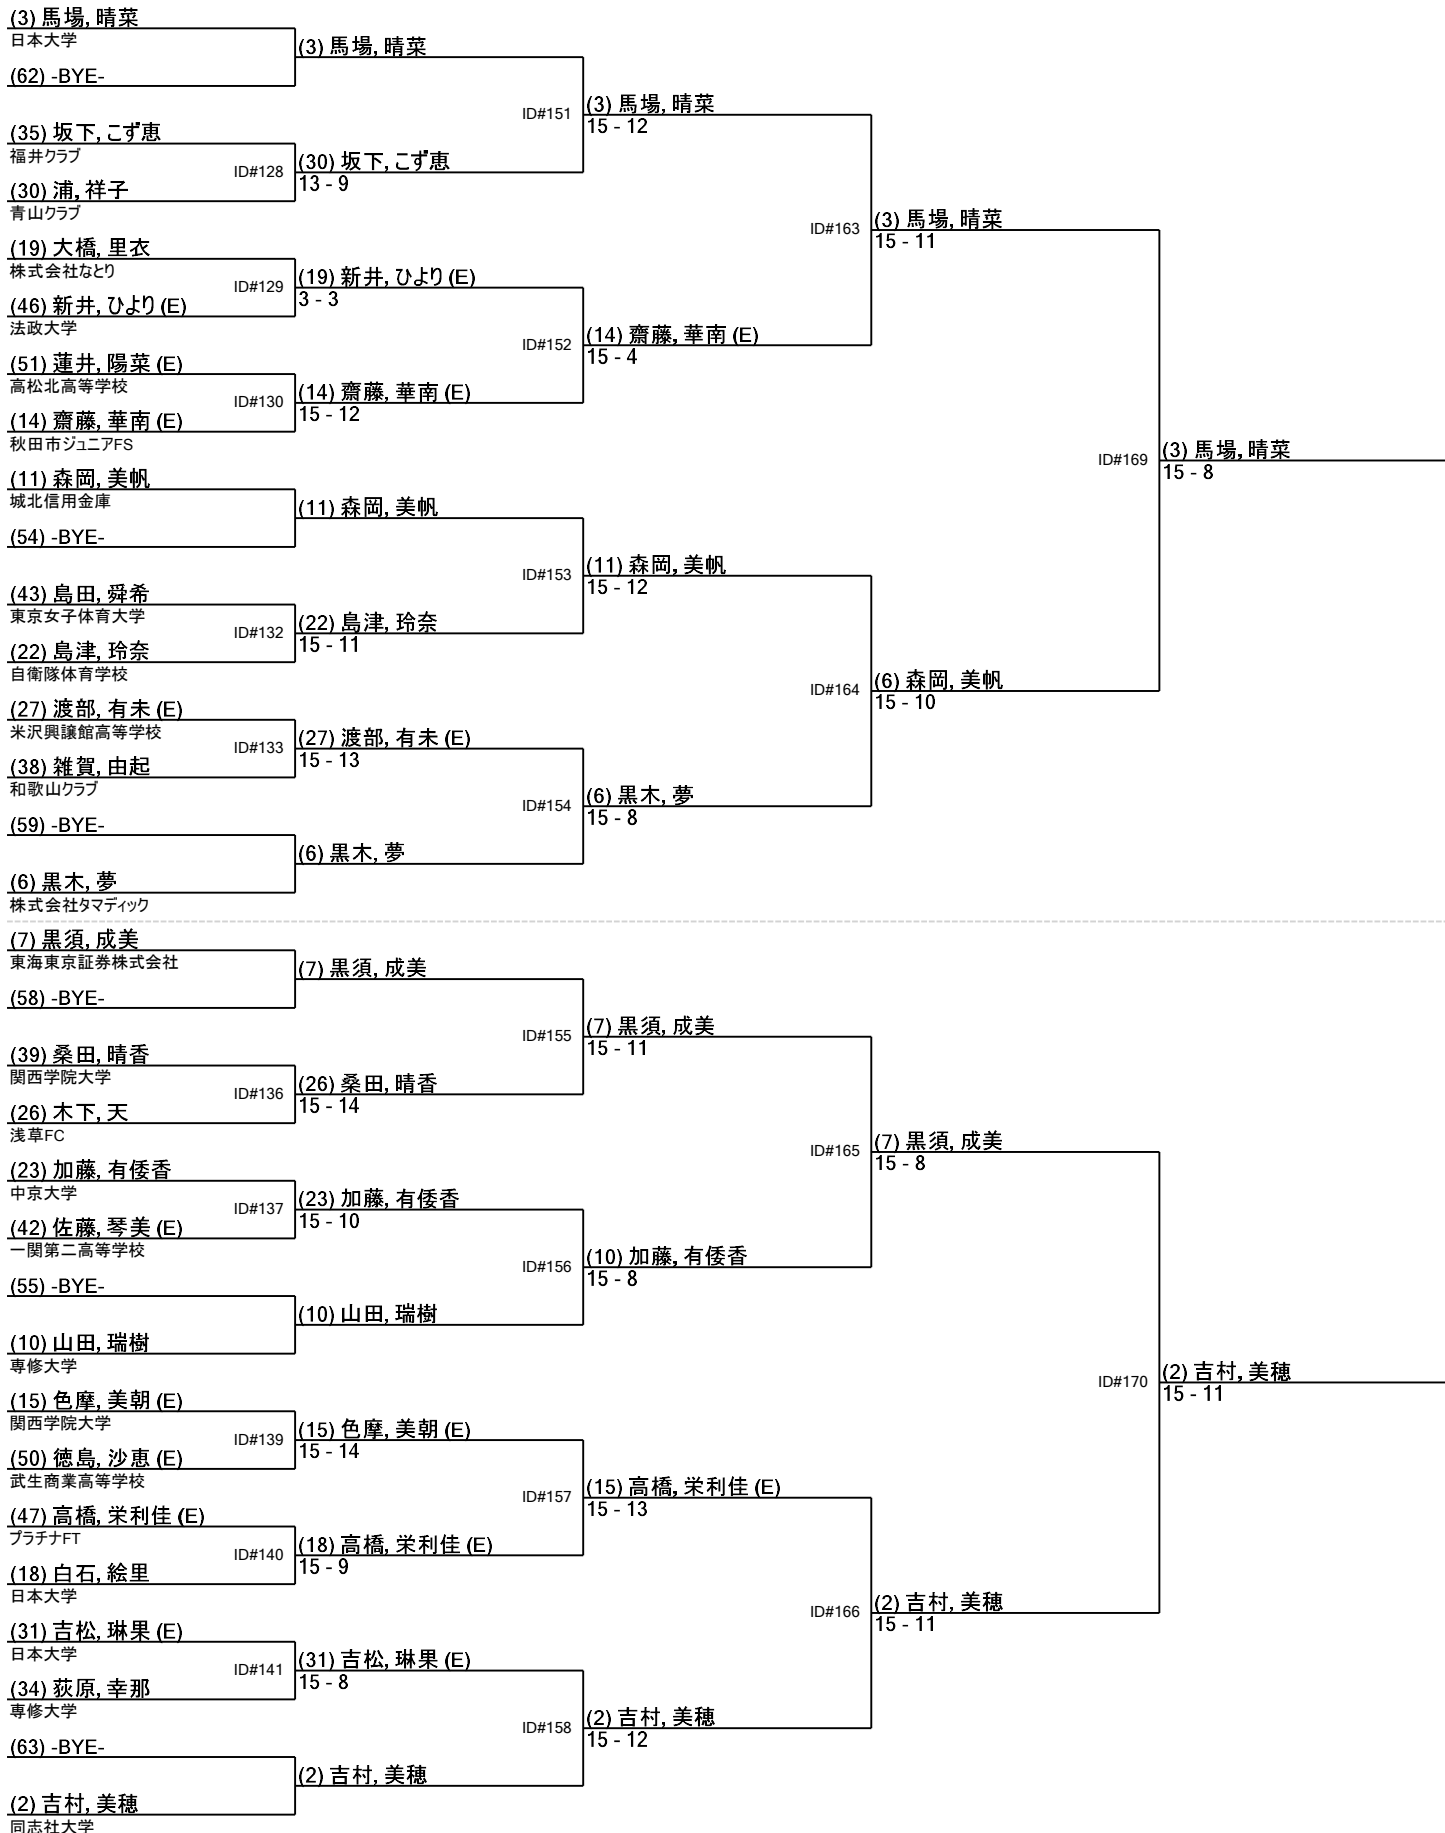 (3) 馬場, 晴菜
日本大学
(62) -BYE-
(35) 坂下, こず恵
福井クラブ
(30) 浦, 祥子
青山クラブ
(19) 大橋, 里衣
株式会社なとり
(46) 新井, ひより (E)
法政大学
(51) 蓮井, 陽菜 (E)
高松北高等学校
(14) 齋藤, 華南 (E)
秋田市ジュニアFS
(11) 森岡, 美帆
城北信用金庫
(54) -BYE-
(43) 島田, 舜希
東京女子体育大学
(22) 島津, 玲奈
自衛隊体育学校
(27) 渡部, 有未 (E)
米沢興譲館高等学校
(38) 雑賀, 由起
和歌山クラブ
(59) -BYE-
(6) 黒木, 夢
株式会社タマディック
(7) 黒須, 成美
東海東京証券株式会社
(58) -BYE-
(39) 桑田, 晴香
関西学院大学
(26) 木下, 天
浅草FC
(23) 加藤, 有倭香
中京大学
(42) 佐藤, 琴美 (E)
一関第二高等学校
(55) -BYE-
(10) 山田, 瑞樹
専修大学
(15) 色摩, 美朝 (E)
関西学院大学
(50) 徳島, 沙恵 (E)
武生商業高等学校
(47) 高橋, 栄利佳 (E)
プラチナFT
(18) 白石, 絵里
日本大学
(31) 吉松, 琳果 (E)
日本大学
(34) 荻原, 幸那
専修大学
(63) -BYE-
(2) 吉村, 美穂
同志社大学
(3) 馬場, 晴菜
ID#128
(30) 坂下, こず恵
13 - 9
ID#129
(19) 新井, ひより (E)
3 - 3
ID#130
(14) 齋藤, 華南 (E)
15 - 12
(11) 森岡, 美帆
ID#132
(22) 島津, 玲奈
15 - 11
ID#133
(27) 渡部, 有未 (E)
15 - 13
(6) 黒木, 夢
(7) 黒須, 成美
ID#136
(26) 桑田, 晴香
15 - 14
ID#137
(23) 加藤, 有倭香
15 - 10
(10) 山田, 瑞樹
ID#139
(15) 色摩, 美朝 (E)
15 - 14
ID#140
(18) 高橋, 栄利佳 (E)
15 - 9
ID#141
(31) 吉松, 琳果 (E)
15 - 8
(2) 吉村, 美穂
ID#151
(3) 馬場, 晴菜
15 - 12
ID#152
(14) 齋藤, 華南 (E)
15 - 4
ID#153
(11) 森岡, 美帆
15 - 12
ID#154
(6) 黒木, 夢
15 - 8
ID#155
(7) 黒須, 成美
15 - 11
ID#156
(10) 加藤, 有倭香
15 - 8
ID#157
(15) 高橋, 栄利佳 (E)
15 - 13
ID#158
(2) 吉村, 美穂
15 - 12
ID#163
(3) 馬場, 晴菜
15 - 11
ID#164
(6) 森岡, 美帆
15 - 10
ID#165
(7) 黒須, 成美
15 - 8
ID#166
(2) 吉村, 美穂
15 - 11
ID#169
(3) 馬場, 晴菜
15 - 8
ID#170
(2) 吉村, 美穂
15 - 11